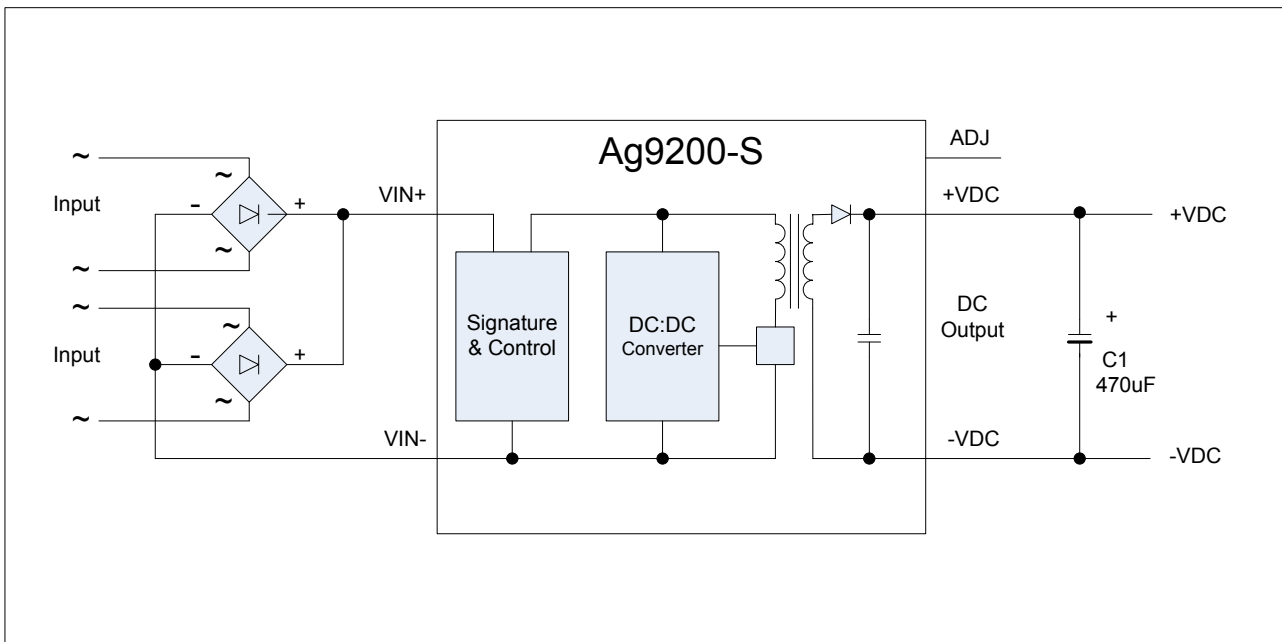 Ag9200-S
ADJ
~
~
Input
-
+
VIN+
+VDC
+VDC
~
~
~
~
Input
-
+
Signature
& Control
DC:DC
Converter
DC
Output
+
C1
470uF
~
~
VIN-
-VDC
-VDC